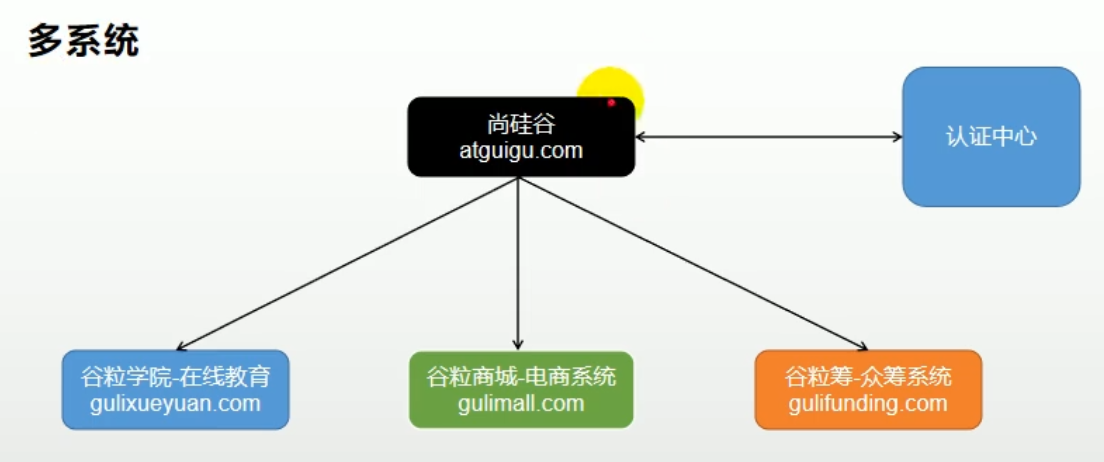 多系统
尚硅谷
atguigu.com
认证中心
谷粒学院-在线教育
gulixueyuan.com
谷粒商城-电商系统
gulimall.com
谷粒筹-众筹系统
gulifunding.com